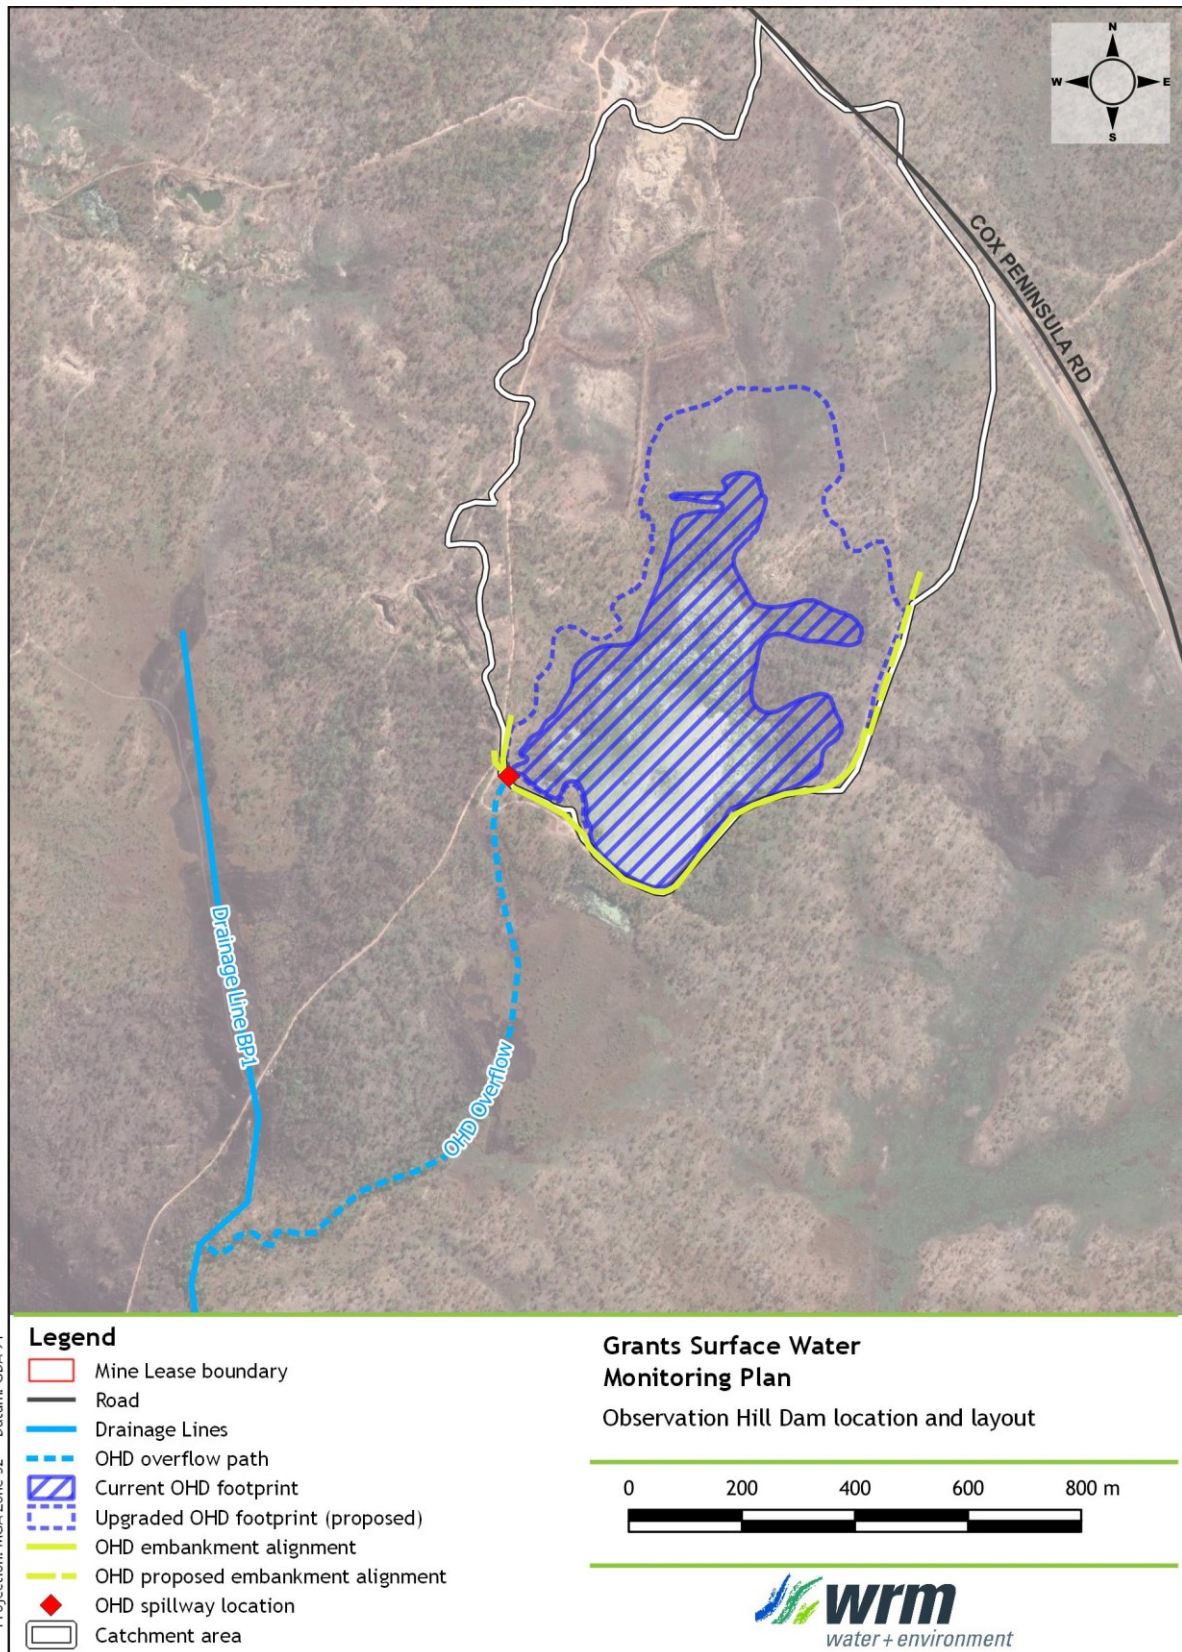 N
W
E
S
COX PENINSULA RD
Drainage Line BP1
OHD Overflow
Legend
Mine Lease boundary
Road
Drainage Lines
OHD overflow path
Current OHD footprint
Upgraded OHD footprint (proposed)
OHD embankment alignment
OHD proposed embankment alignment
OHD spillway location
Catchment area
Grants Surface Water
Monitoring Plan
Observation Hill Dam location and layout
0 200 400 600 800 m
wrm
water + environment